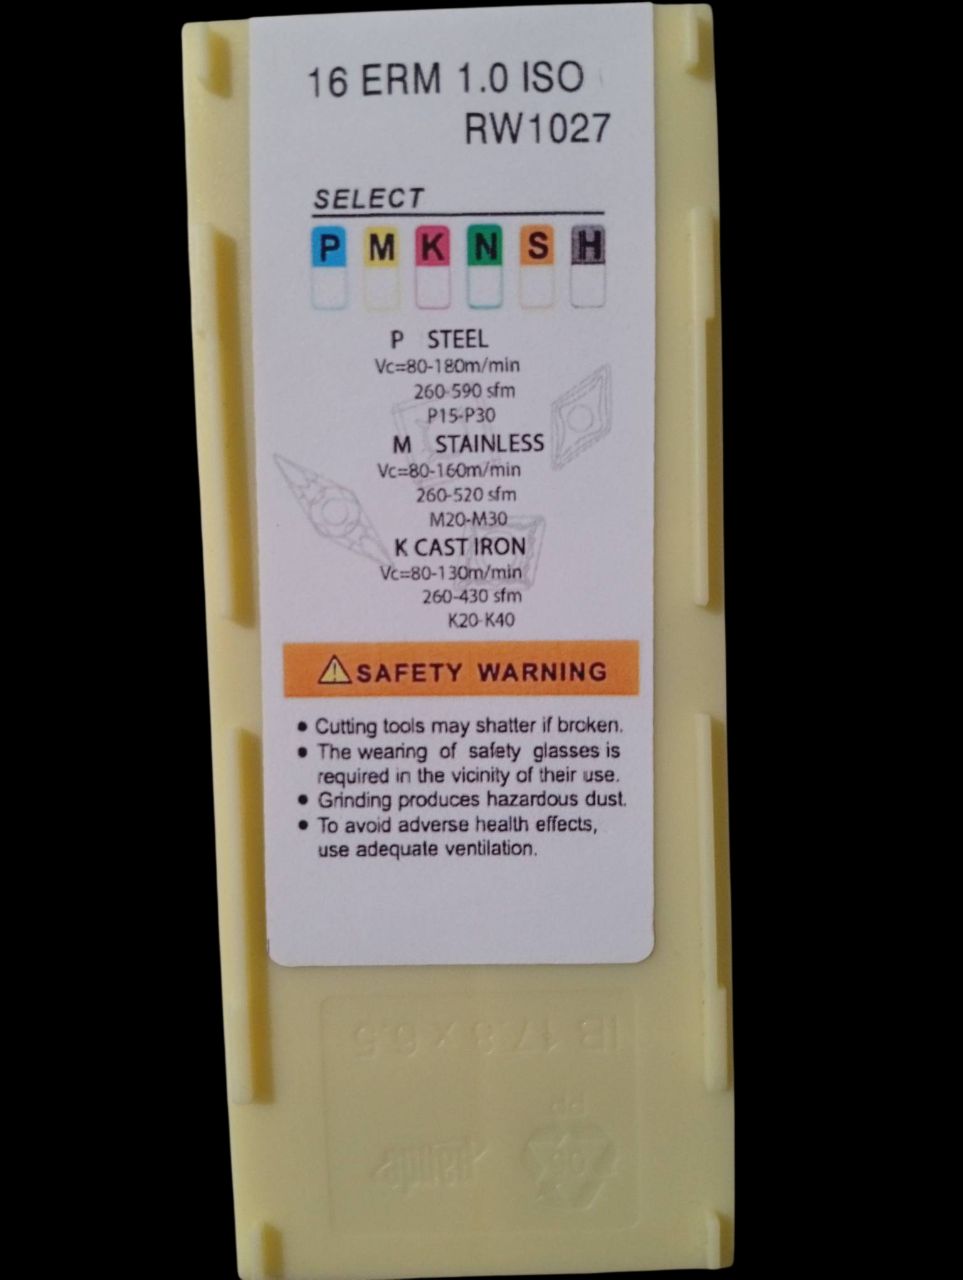 16 ERM 1.0 ISO
RW1027
SELECT
P M K N S H
P STEEL
Vc=80-180m/min
260-590 sfm
P15-P30
M STAINLESS
Vc=80-160m/min
260-520 sfm
M20-M30
K CAST IRON
Vc=80-130m/min
260-430 sfm
K20-K40
SAFETY WARNING
• Cutting tools may shatter if broken.
• The wearing of safety glasses is
required in the vicinity of their use.
• Grinding produces hazardous dust.
• To avoid adverse health effects,
use adequate ventilation.
PP